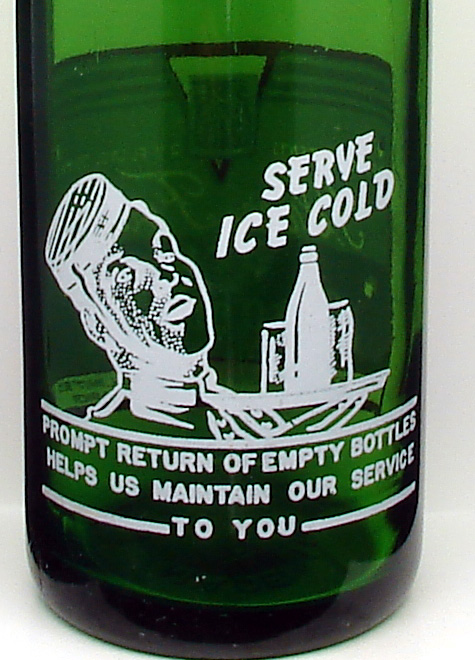 SERVE
ICE COLD
PROMPT RETURN OF EMPTY BOTTLES
HELPS US MAINTAIN OUR SERVICE
TO YOU